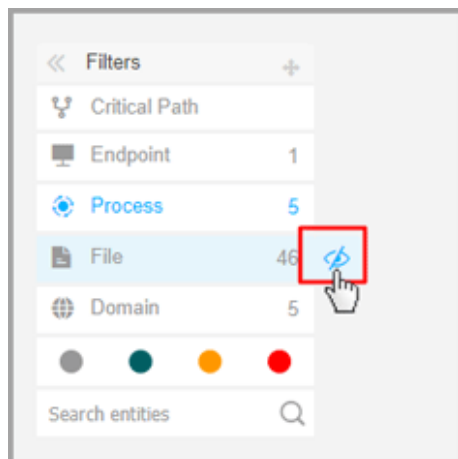 Filters
Critical Path
Endpoint 1
Process 5
File 46
Domain 5
Search entities